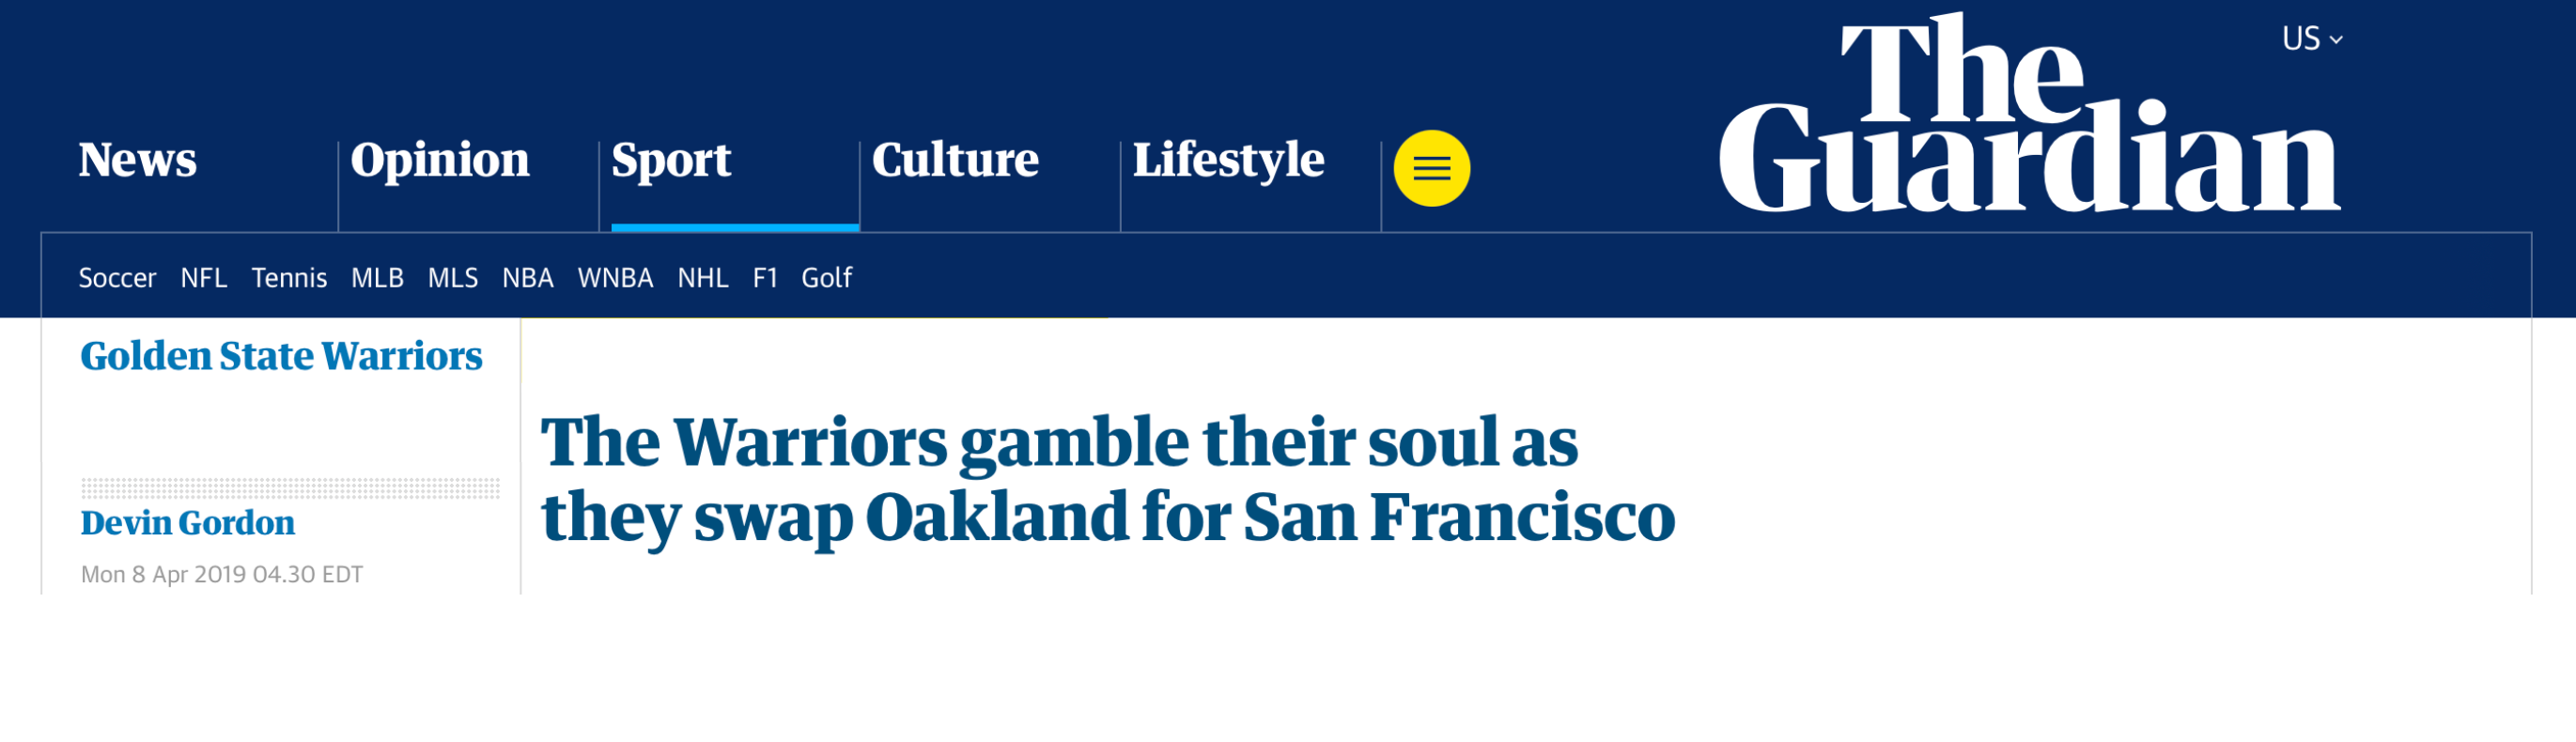 US
The
Guardian
News Opinion Sport Culture Lifestyle
Soccer NFL Tennis MLB MLS NBA WNBA NHL F1 Golf
Golden State Warriors
The Warriors gamble their soul as
they swap Oakland for San Francisco
Devin Gordon
Mon 8 Apr 2019 04.30 EDT